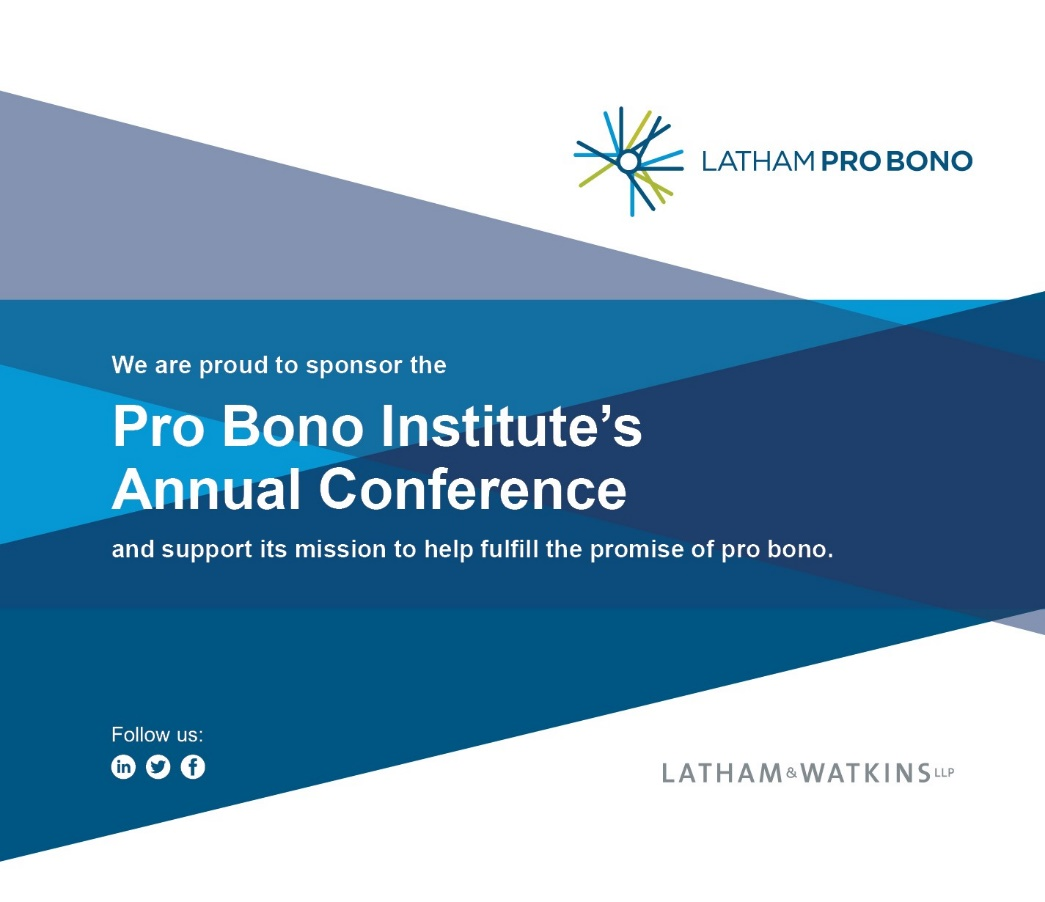 LATHAM PRO BONO
We are proud to sponsor the
Pro Bono Institute’s
Annual Conference
and support its mission to help fulfill the promise of pro bono.
Follow us:
in f
LATHAM&WATKINS LLP